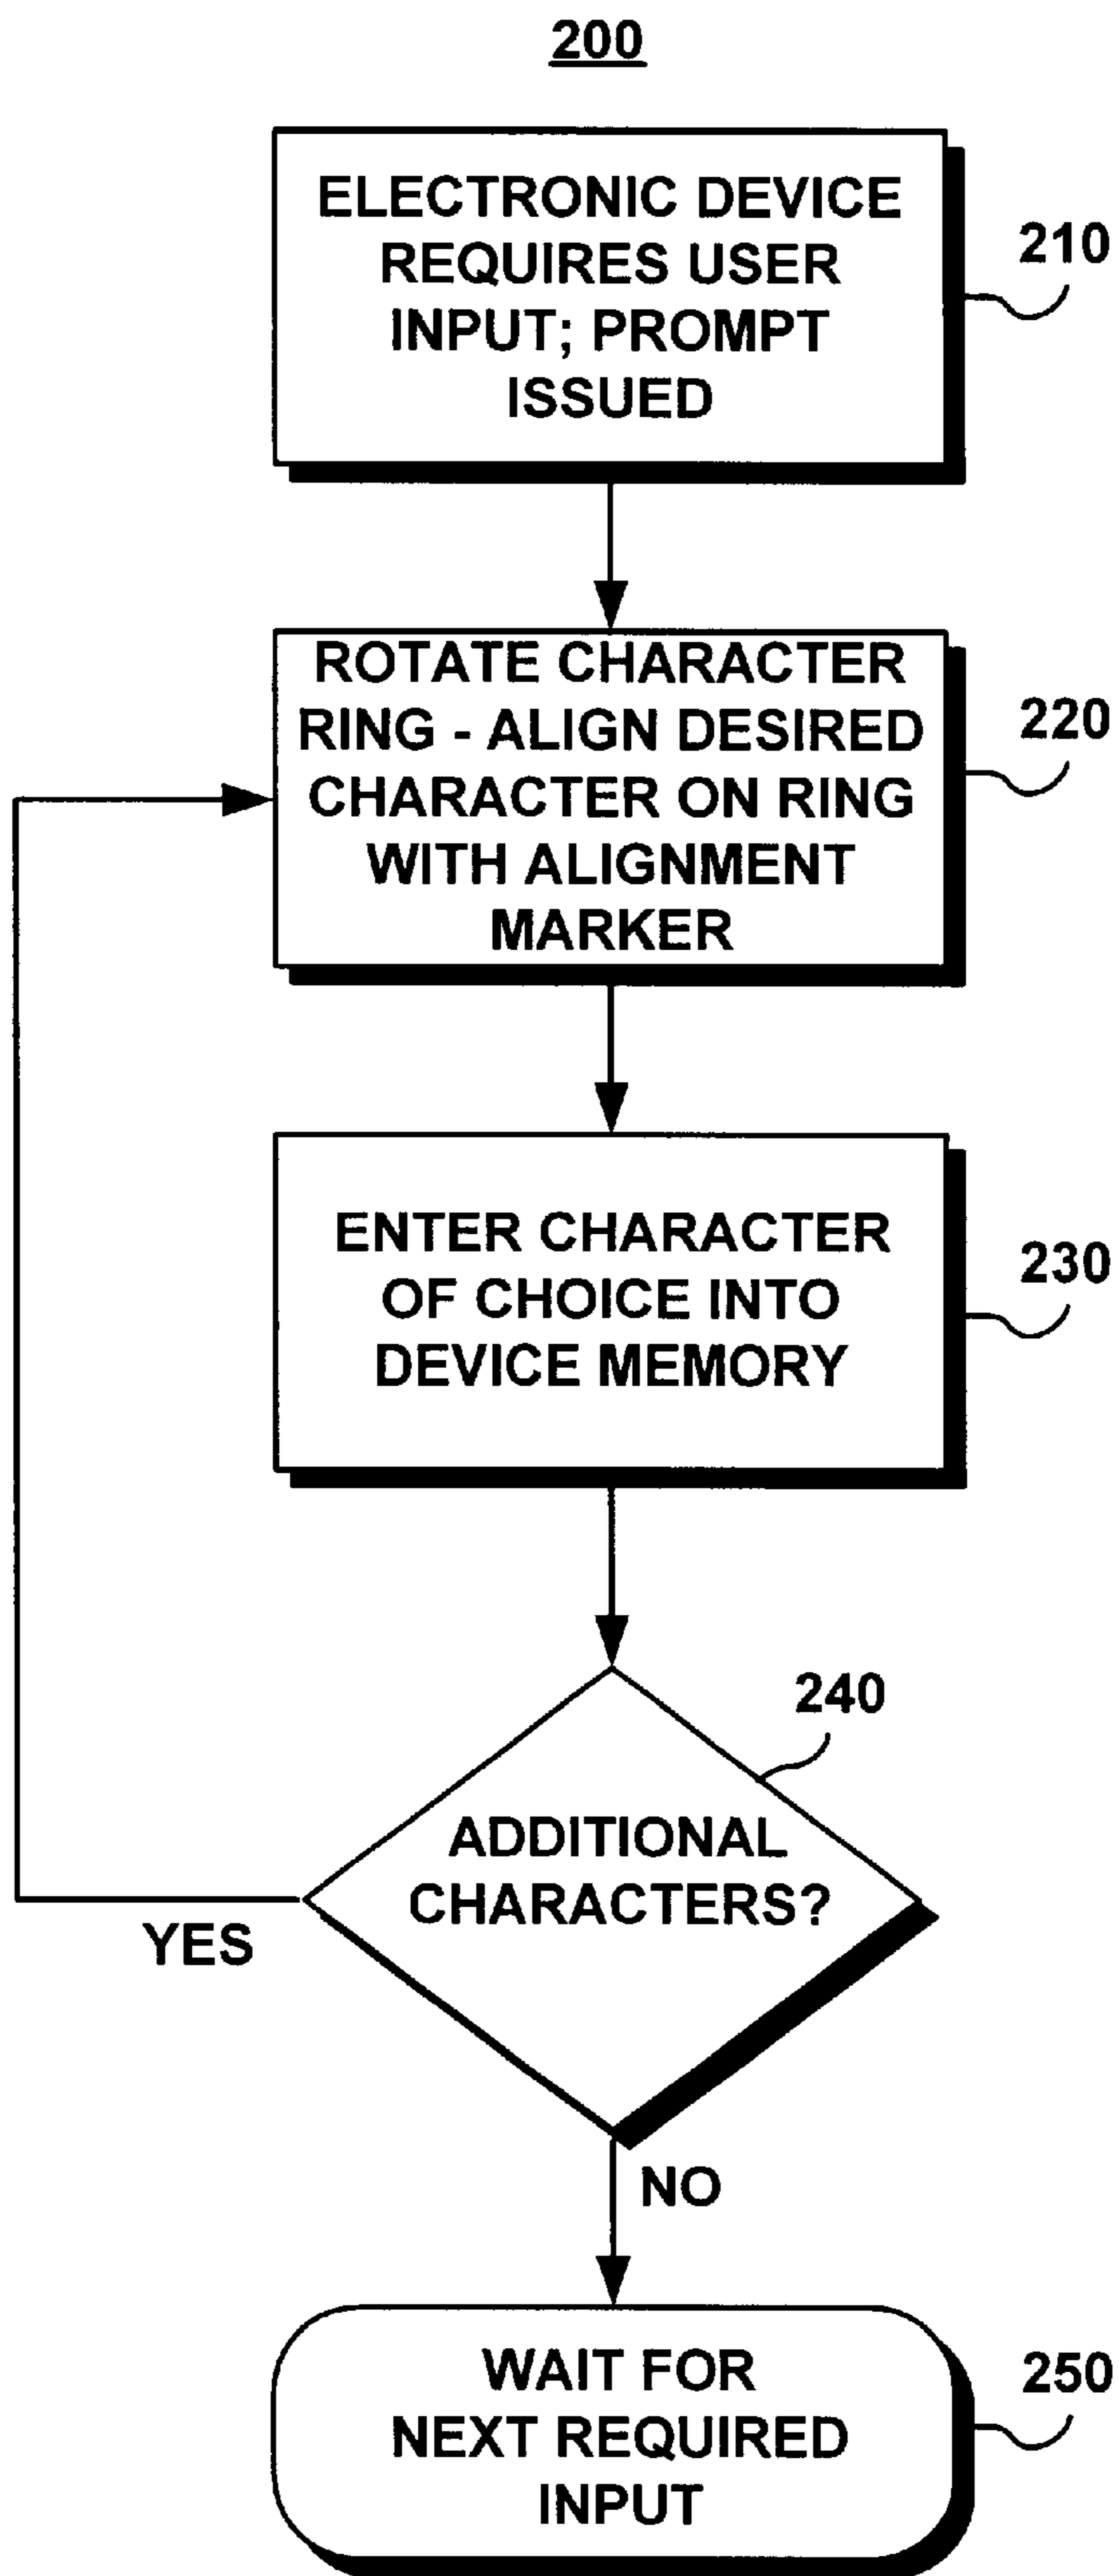 200
ELECTRONIC DEVICE
REQUIRES USER
INPUT; PROMPT
ISSUED
210
ROTATE CHARACTER
RING - ALIGN DESIRED
CHARACTER ON RING
WITH ALIGNMENT
MARKER
220
ENTER CHARACTER
OF CHOICE INTO
DEVICE MEMORY
230
240
ADDITIONAL
CHARACTERS?
YES
NO
WAIT FOR
NEXT REQUIRED
INPUT
250